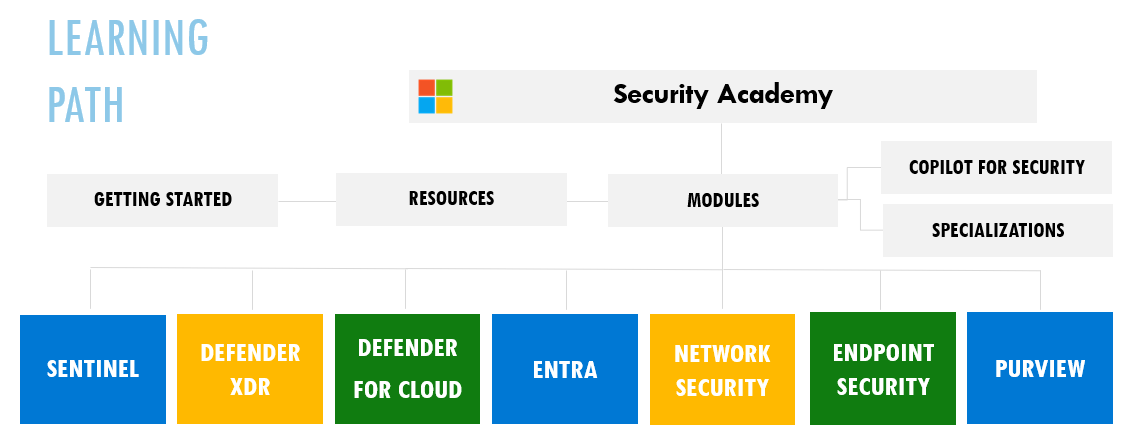 LEARNING
PATH
Security Academy
COPILOT FOR SECURITY
GETTING STARTED
RESOURCES
MODULES
SPECIALIZATIONS
SENTINEL
DEFENDER
XDR
DEFENDER
FOR CLOUD
ENTRA
NETWORK
SECURITY
ENDPOINT
SECURITY
PURVIEW